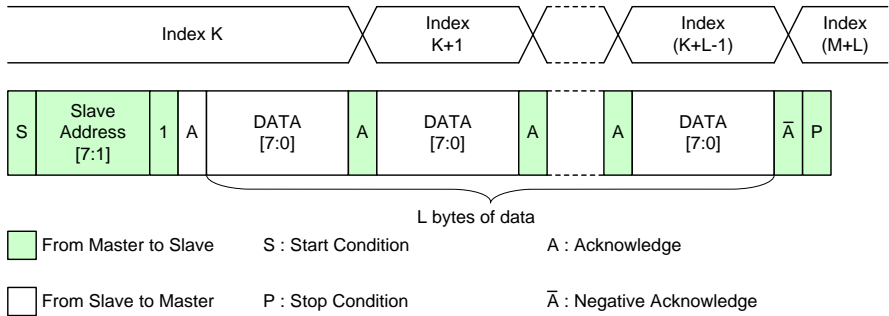 Index K
Index
K+1
Index
(K+L-1)
Index
(M+L)
S
Slave
Address
[7:1]
1
A
DATA
[7:0]
A
DATA
[7:0]
A
A
DATA
[7:0]
A̅
P
L bytes of data
From Master to Slave
S : Start Condition
A : Acknowledge
From Slave to Master
P : Stop Condition
A̅ : Negative Acknowledge